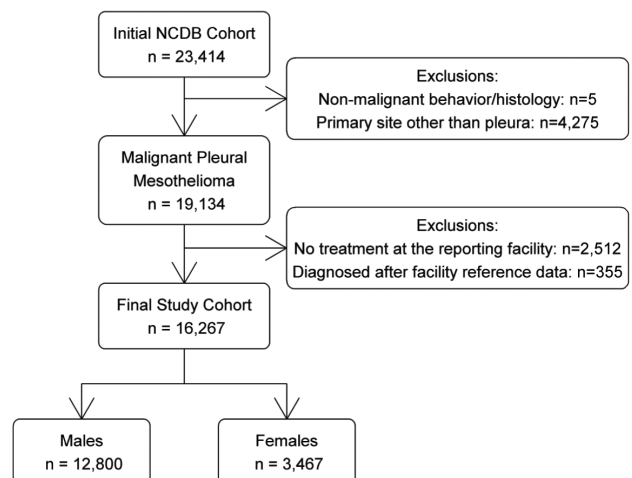 Initial NCDB Cohort
n = 23,414
Exclusions:
Non-malignant behavior/histology: n=5
Primary site other than pleura: n=4,275
Malignant Pleural
Mesothelioma
n = 19,134
Exclusions:
No treatment at the reporting facility: n=2,512
Diagnosed after facility reference data: n=355
Final Study Cohort
n = 16,267
Males
n = 12,800
Females
n = 3,467